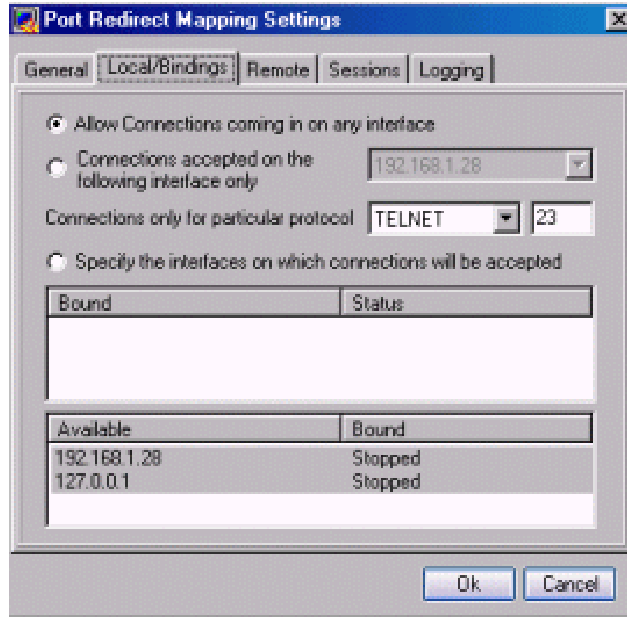 Port Redirect Mapping Settings
General Local/Bindings Remote Sessions Logging
Allow Connections coming in on any interface
Connections accepted on the following interface only
192.168.1.28
Connections only for particular protocol TELNET 23
Specify the interfaces on which connections will be accepted
Bound Status
Available Bound
192.168.1.28 Stopped
127.0.0.1 Stopped
Ok Cancel